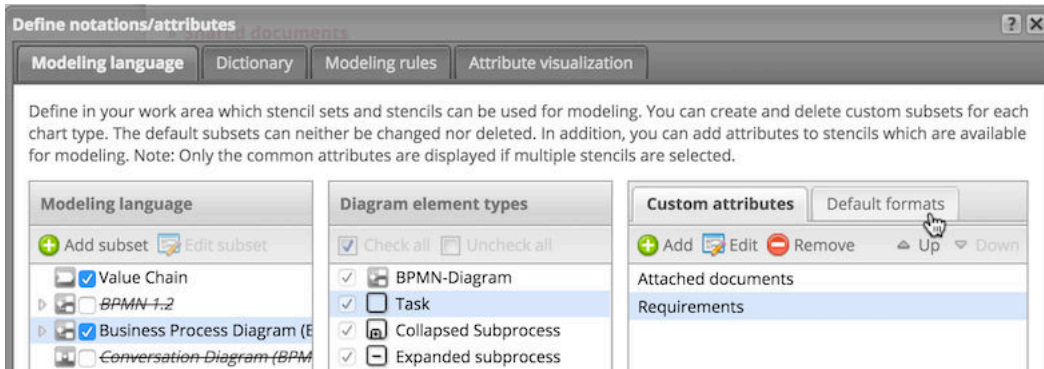 Define notations/attributes
Shared documents
Modeling language Dictionary Modeling rules Attribute visualization
Define in your work area which stencil sets and stencils can be used for modeling. You can create and delete custom subsets for each
chart type. The default subsets can neither be changed nor deleted. In addition, you can add attributes to stencils which are available
for modeling. Note: Only the common attributes are displayed if multiple stencils are selected.
Modeling language
Add subset Edit subset
Value Chain
BPMN 1.2
Business Process Diagram (B
Conversation Diagram (BPM
Diagram element types
Check all Uncheck all
BPMN-Diagram
Task
Collapsed Subprocess
Expanded subprocess
Custom attributes Default formats
Add Edit Remove Up Down
Attached documents
Requirements